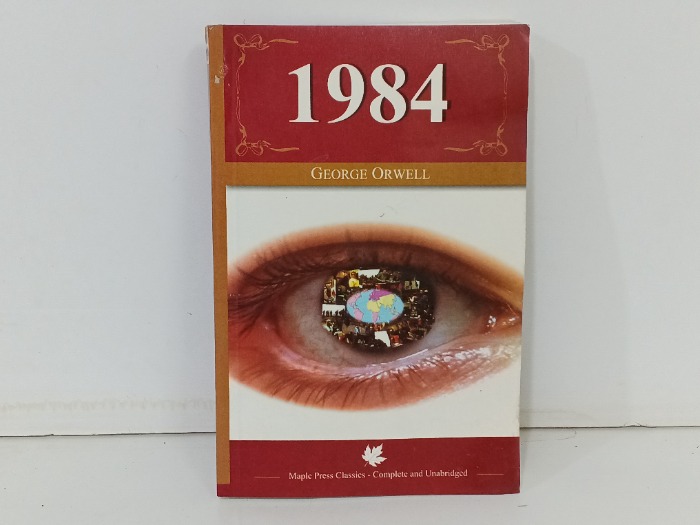 1984
GEORGE ORWELL
Maple Press Classics - Complete and Unabridged